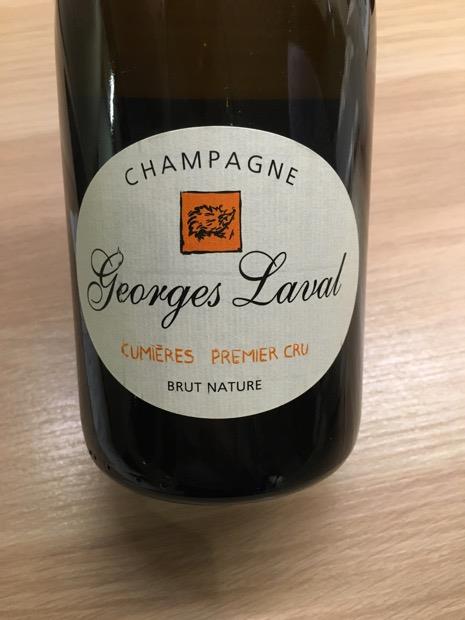 CHAMPAGNE
Georges Laval
CUMIÈRES PREMIER CRU
BRUT NATURE